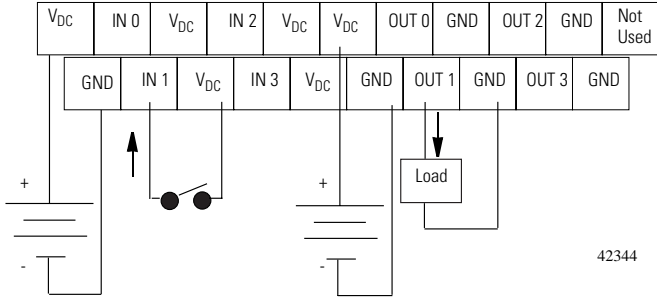 VDC IN 0 VDC IN 2 VDC VDC OUT 0 GND OUT 2 GND Not Used
GND IN 1 VDC IN 3 VDC GND OUT 1 GND OUT 3 GND
+ + Load
- - 42344